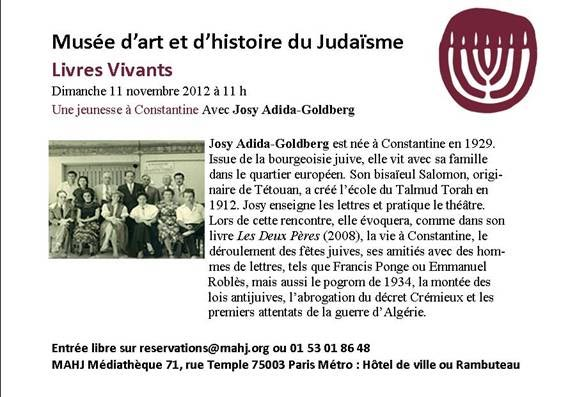 Musée d’art et d’histoire du Judaïsme
Livres Vivants
Dimanche 11 novembre 2012 à 11 h
Une jeunesse à Constantine Avec Josy Adida-Goldberg
Josy Adida-Goldberg est née à Constantine en 1929.
Issue de la bourgeoisie juive, elle vit avec sa famille
dans le quartier européen. Son bisaïeul Salomon, origi-
naire de Tétouan, a créé l’école du Talmud Torah en
1912. Josy enseigne les lettres et pratique le théâtre.
Lors de cette rencontre, elle évoquera, comme dans son
livre Les Deux Pères (2008), la vie à Constantine, le
déroulement des fêtes juives, ses amitiés avec des hom-
mes de lettres, tels que Francis Ponge ou Emmanuel
Roblès, mais aussi le pogrom de 1934, la montée des
lois antijuives, l’abrogation du décret Crémieux et les
premiers attentats de la guerre d’Algérie.
Entrée libre sur reservations@mahj.org ou 01 53 01 86 48
MAHJ Médiathèque 71, rue Temple 75003 Paris Métro : Hôtel de ville ou Rambuteau